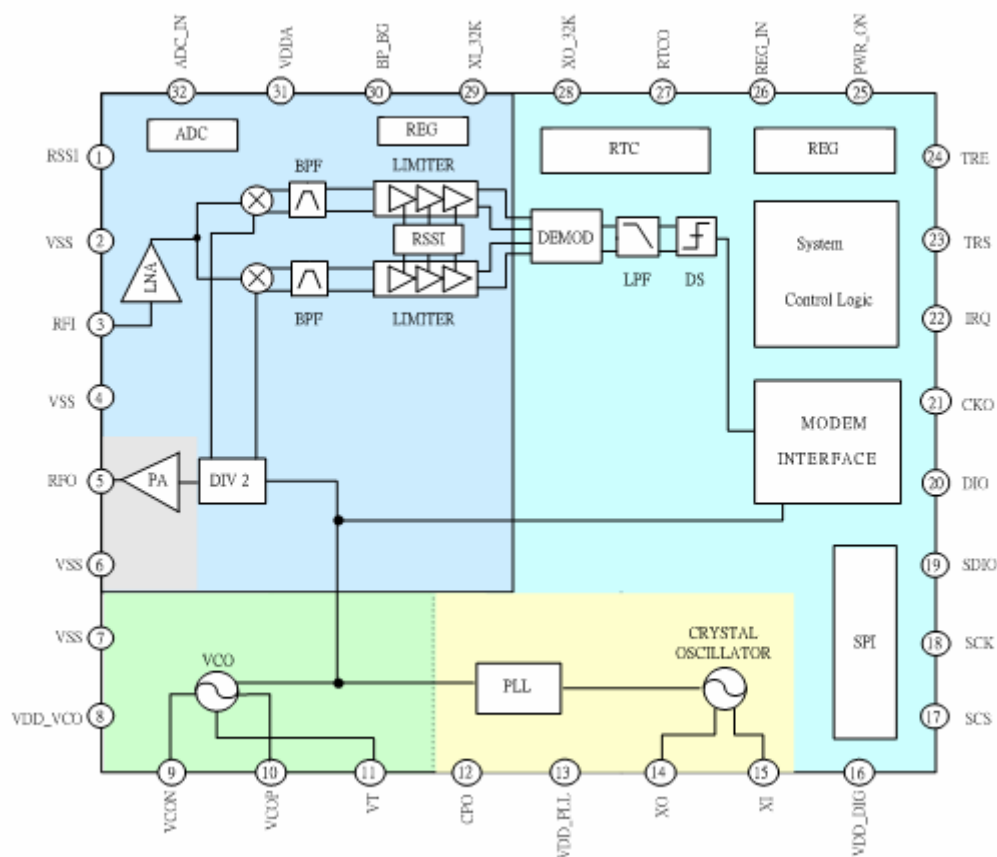 ADC_IN
VDDA
BP_BG
XI_32K
XO_32K
RTCO
REG_IN
PWR_ON
32
31
30
29
28
27
26
25
ADC
REG
RTC
REG
RSSI
1
24
TRE
BPF
LIMITER
VSS
2
RSSI
DEMOD
System
Control Logic
23
TRS
LNA
LPF
DS
RFI
3
BPF
LIMITER
22
IRQ
VSS
4
21
CKO
MODEM
INTERFACE
RFO
5
PA
DIV 2
20
DIO
VSS
6
19
SDIO
VSS
7
VCO
CRYSTAL
OSCILLATOR
SPI
18
SCK
PLL
VDD_VCO
8
17
SCS
9
10
11
12
13
14
15
16
VCON
VCOP
VT
CPO
VDD_PLL
XO
XI
VDD_DIG